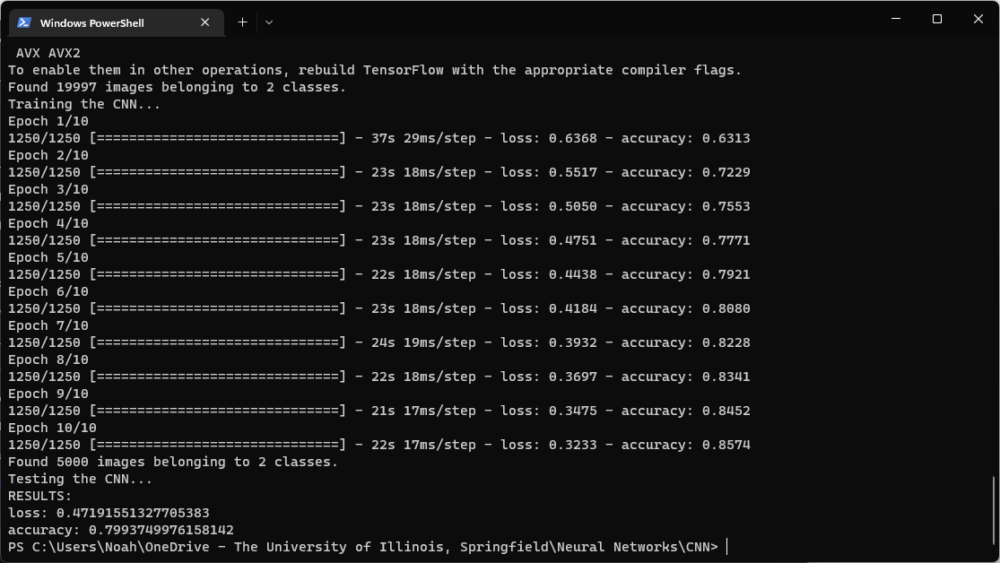 Windows PowerShell
AVX AVX2
To enable them in other operations, rebuild TensorFlow with the appropriate compiler flags.
Found 19997 images belonging to 2 classes.
Training the CNN...
Epoch 1/10
1250/1250 [==============================] - 37s 29ms/step - loss: 0.6368 - accuracy: 0.6313
Epoch 2/10
1250/1250 [==============================] - 23s 18ms/step - loss: 0.5517 - accuracy: 0.7229
Epoch 3/10
1250/1250 [==============================] - 23s 18ms/step - loss: 0.5050 - accuracy: 0.7553
Epoch 4/10
1250/1250 [==============================] - 23s 18ms/step - loss: 0.4751 - accuracy: 0.7771
Epoch 5/10
1250/1250 [==============================] - 22s 18ms/step - loss: 0.4438 - accuracy: 0.7921
Epoch 6/10
1250/1250 [==============================] - 23s 18ms/step - loss: 0.4184 - accuracy: 0.8080
Epoch 7/10
1250/1250 [==============================] - 24s 19ms/step - loss: 0.3932 - accuracy: 0.8228
Epoch 8/10
1250/1250 [==============================] - 22s 18ms/step - loss: 0.3697 - accuracy: 0.8341
Epoch 9/10
1250/1250 [==============================] - 21s 17ms/step - loss: 0.3475 - accuracy: 0.8452
Epoch 10/10
1250/1250 [==============================] - 22s 17ms/step - loss: 0.3233 - accuracy: 0.8574
Found 5000 images belonging to 2 classes.
Testing the CNN...
RESULTS:
loss: 0.47191551327705383
accuracy: 0.7993749976158142
PS C:\Users\Noah\OneDrive - The University of Illinois, Springfield\Neural Networks\CNN>